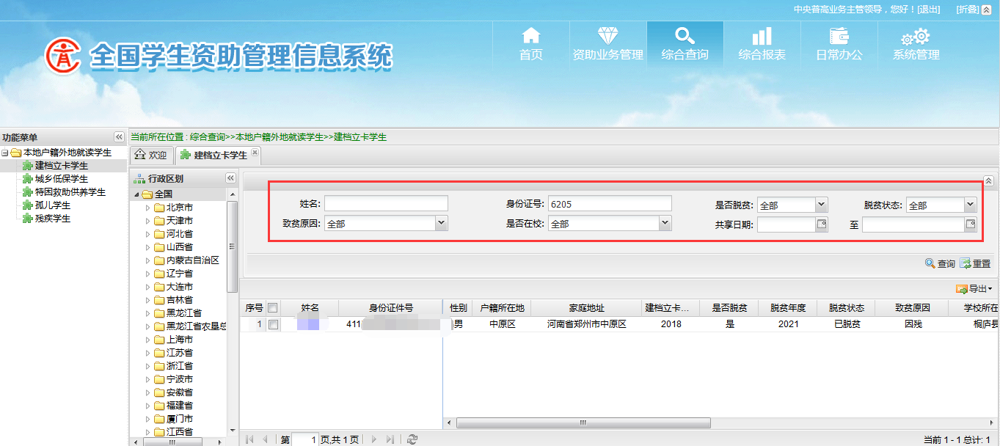 中央普高业务主管领导，您好！[退出] [折叠]
全国学生资助管理信息系统
首页 资助业务管理 综合查询 综合报表 日常办公 系统管理
功能菜单
当前所在位置 : 综合查询>>本地户籍外地就读学生>>建档立卡学生
本地户籍外地就读学生
建档立卡学生
城乡低保学生
特困救助供养学生
孤儿学生
残疾学生
欢迎 建档立卡学生
行政区划
全国
北京市
天津市
河北省
山西省
内蒙古自治区
辽宁省
大连市
吉林省
黑龙江省
黑龙江省农垦总
上海市
江苏省
浙江省
宁波市
安徽省
福建省
厦门市
江西省
姓名: 身份证号: 6205 是否脱贫: 全部 脱贫状态: 全部
致贫原因: 全部 是否在校: 全部 共享日期: 至
查询 重置
导出
序号 姓名 身份证件号 性别 户籍所在地 家庭地址 建档立卡... 是否脱贫 脱贫年度 脱贫状态 致贫原因 学校所在
1 411 男 中原区 河南省郑州市中原区 2018 是 2021 已脱贫 因残 桐庐县
第 1 页,共 1 页
当前 1 - 1 总计: 1